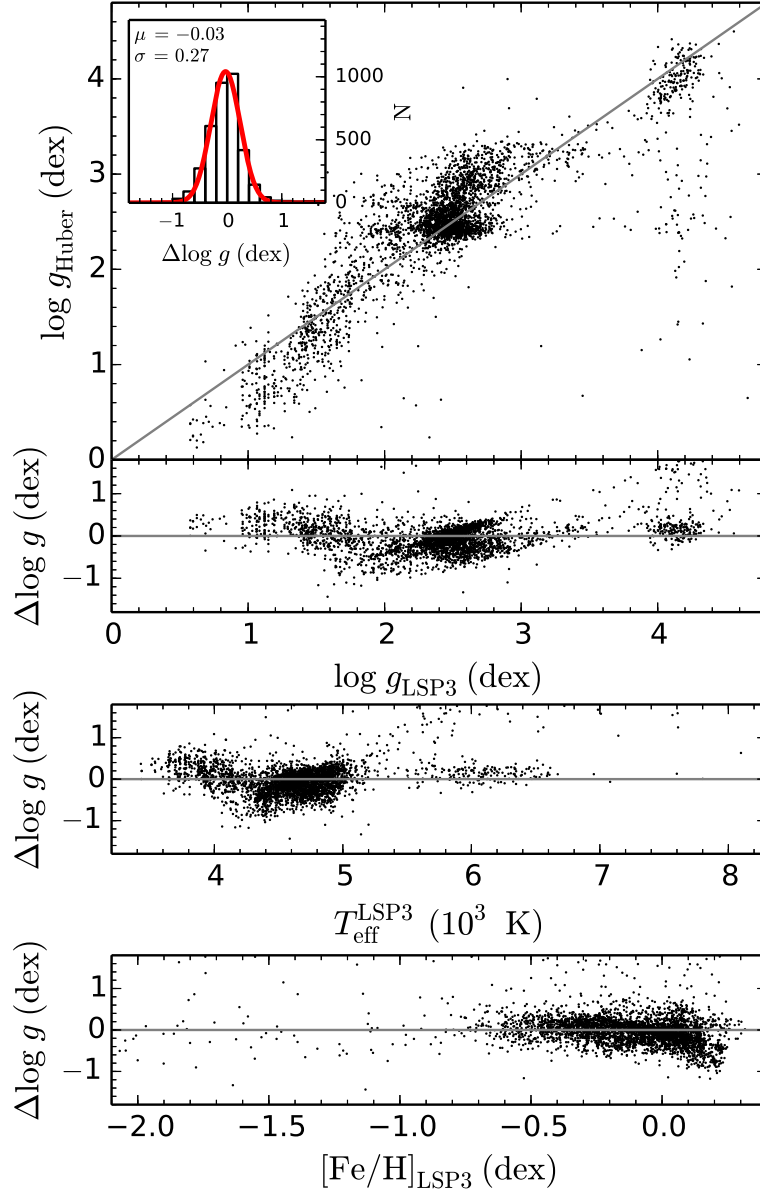 μ = −0.03
σ = 0.27
1000
500
0
N
−1 0 1
Δlog g (dex)
4
3
2
1
0
log g_Huber (dex)
1
0
−1
Δlog g (dex)
0 1 2 3 4
log g_LSP3 (dex)
1
0
−1
Δlog g (dex)
4 5 6 7 8
T_eff^LSP3 (10^3 K)
1
0
−1
Δlog g (dex)
−2.0 −1.5 −1.0 −0.5 0.0
[Fe/H]_LSP3 (dex)